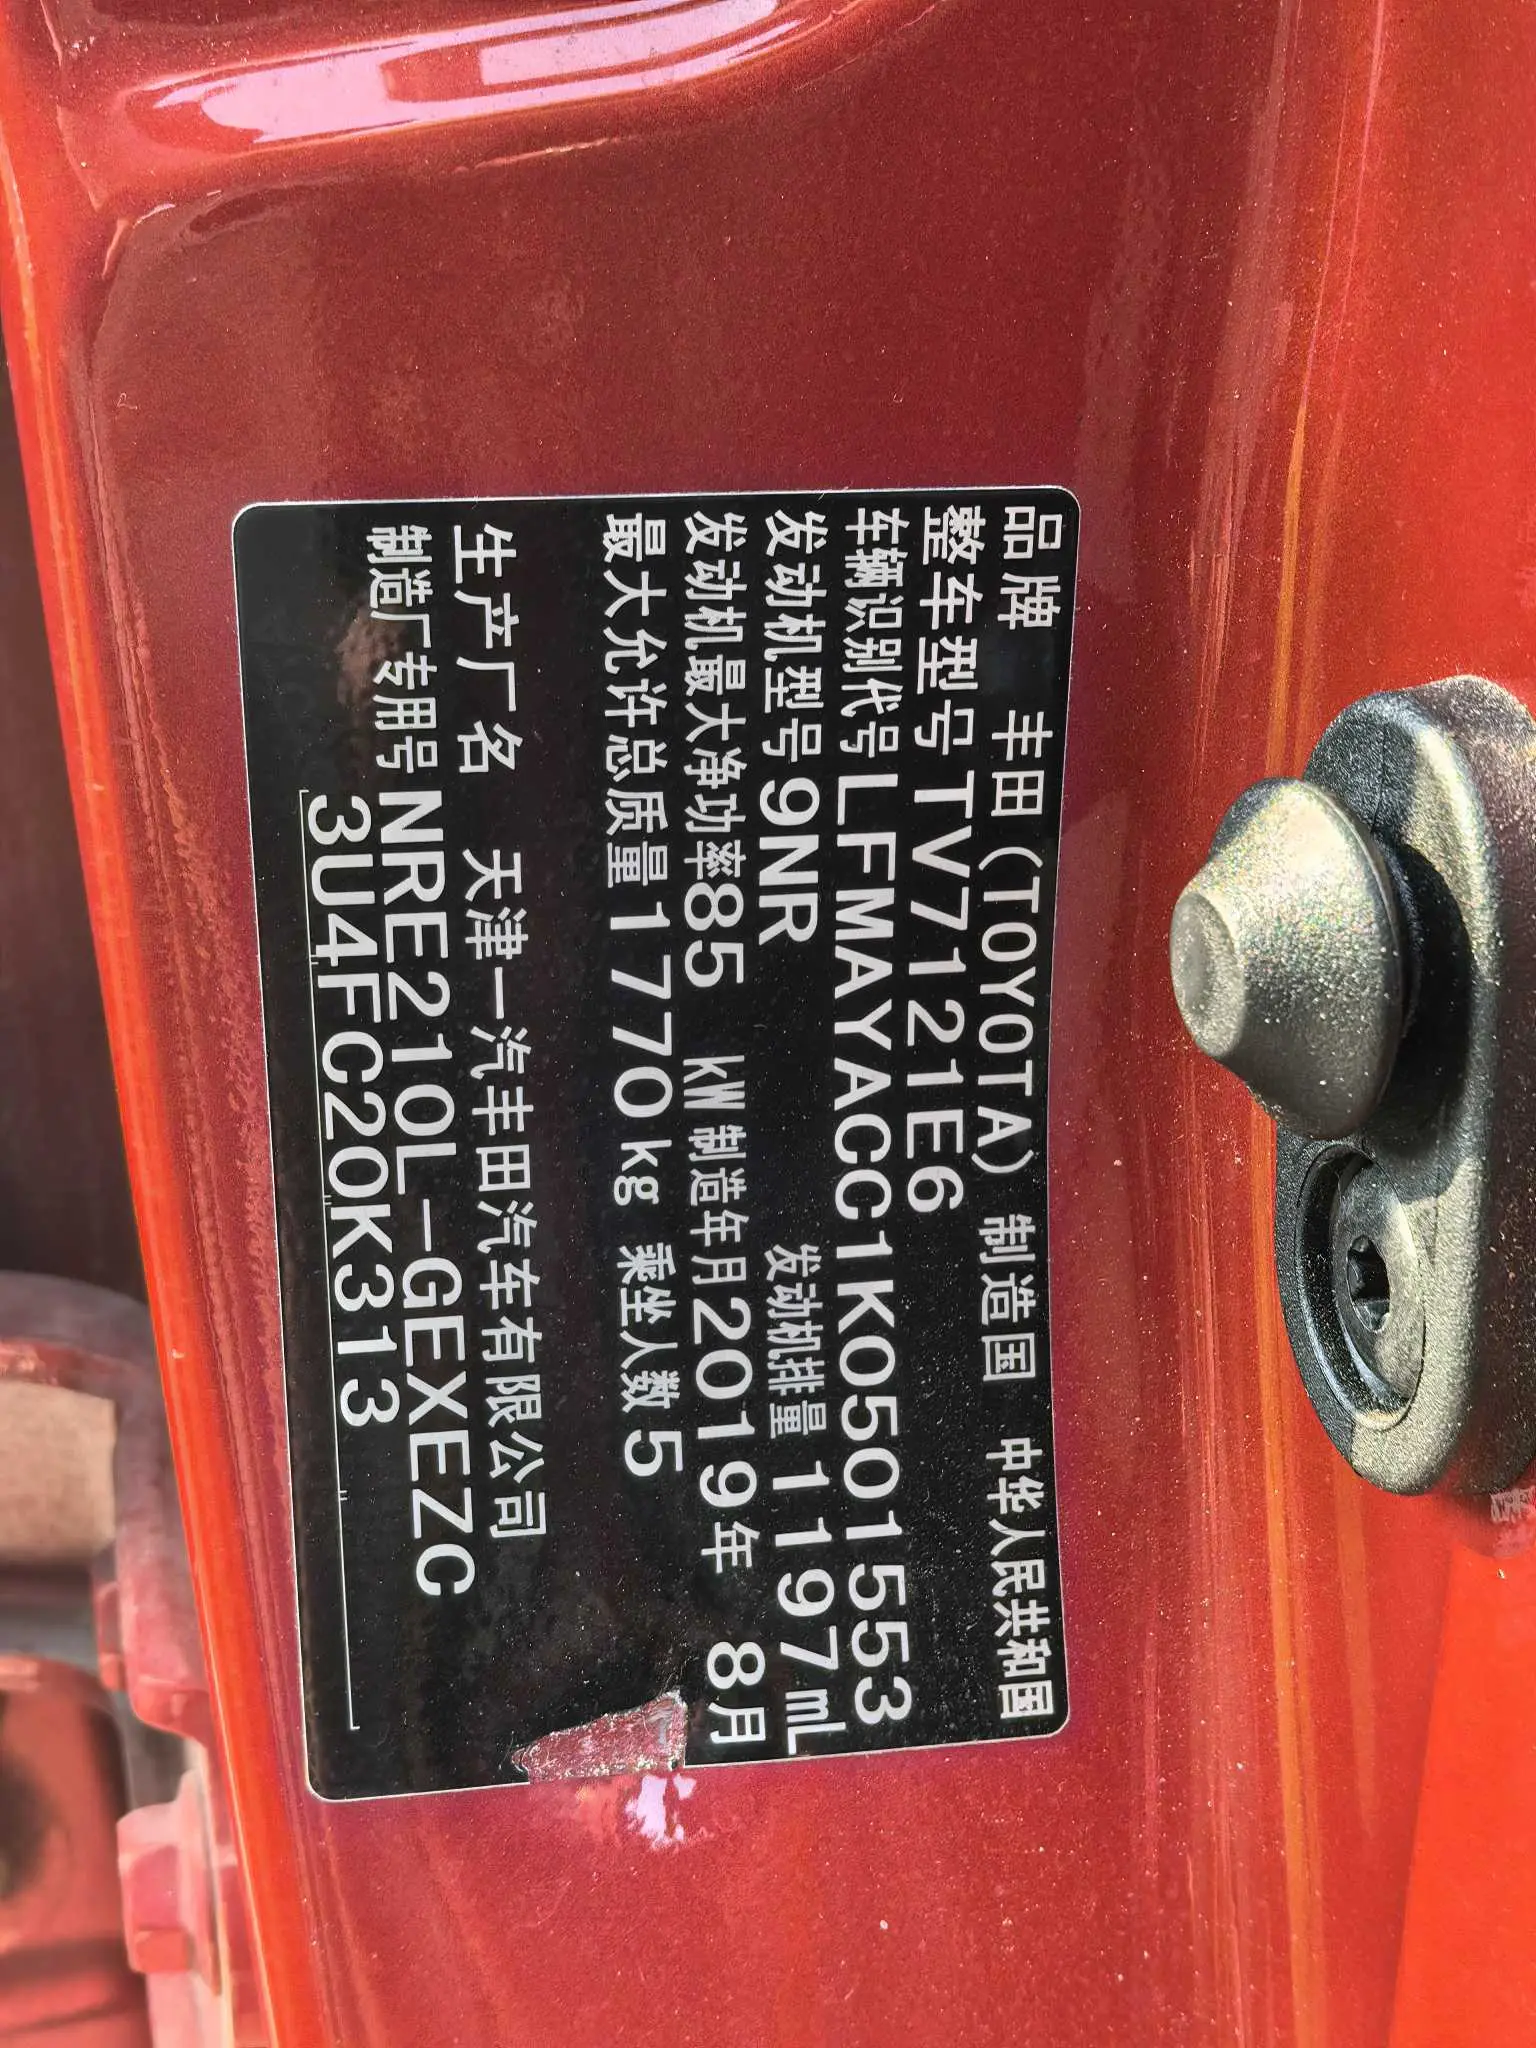 品牌 丰田(TOYOTA) 制造国 中华人民共和国
整车型号 TV7121E6
车辆识别代号 LFMAYACC1K0501553
发动机型号 9NR 发动机排量 1197mL
发动机最大净功率 85 kW 制造年月 2019年 8月
最大允许总质量 1770kg 乘坐人数 5
生产厂名 天津一汽丰田汽车有限公司
制造厂专用号 NRE210L-GEXEZC
3U4FC20K313